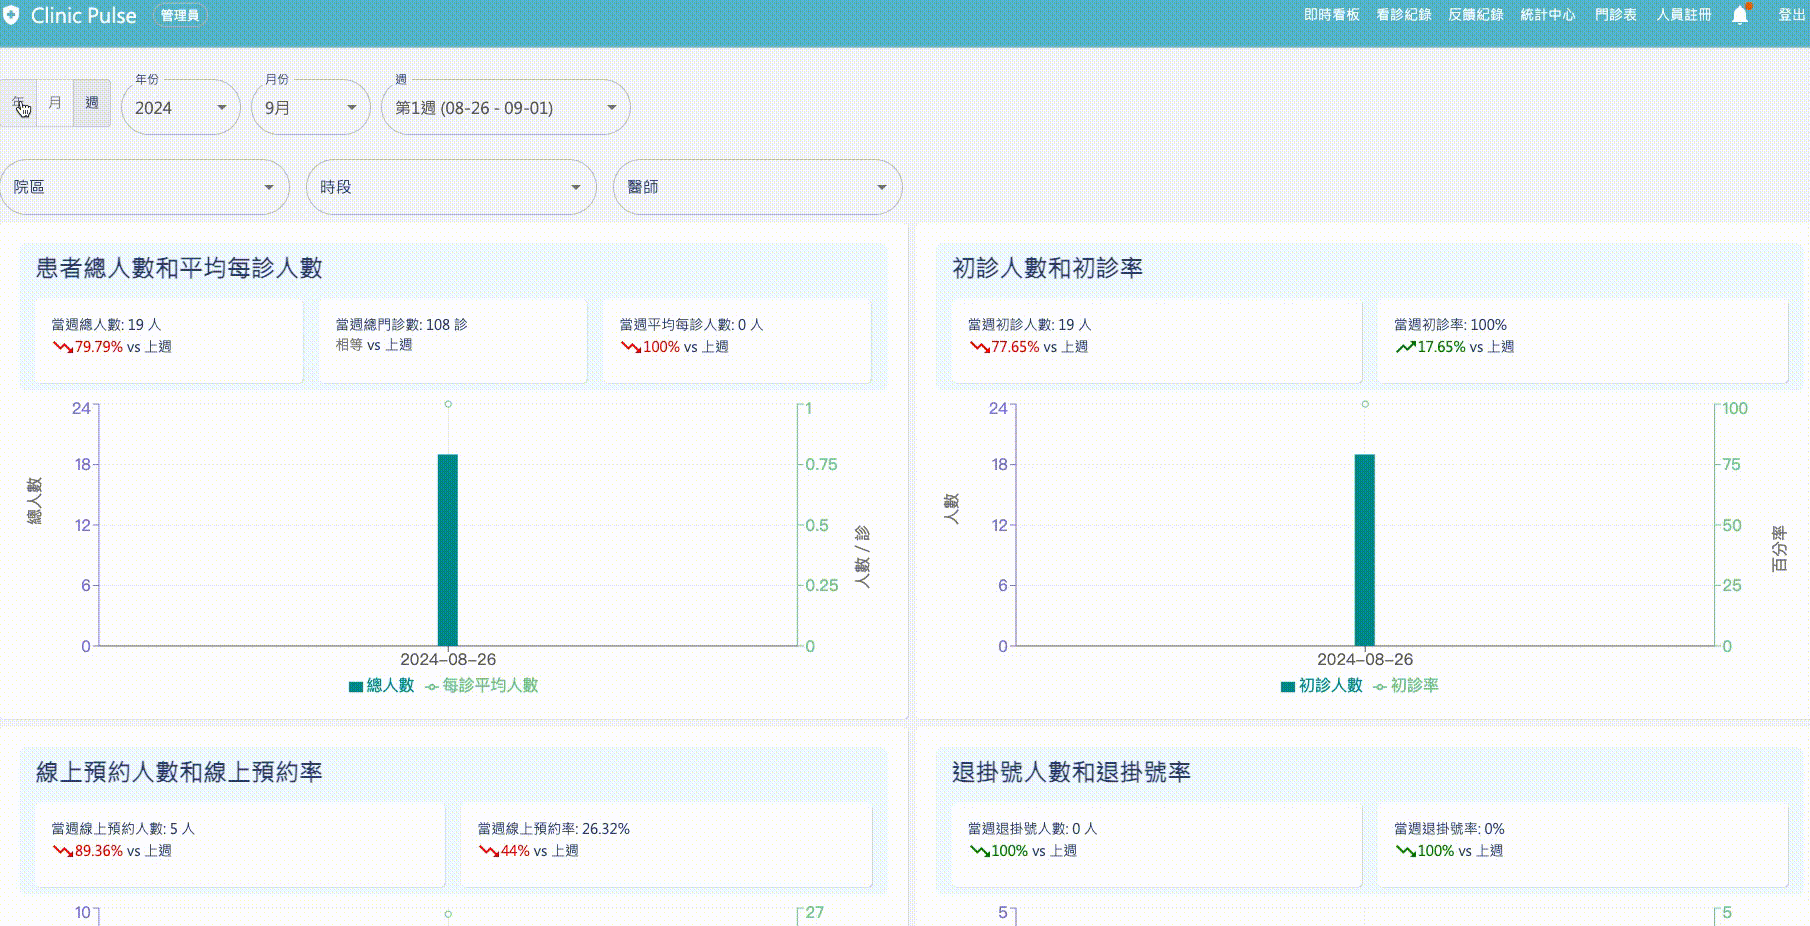 Clinic Pulse 管理員 即時看板 看診紀錄 反饋紀錄 統計中心 門診表 人員註冊 登出
年份 月份 週
年 月 週 2024 9月 第1週 (08-26 - 09-01)
院區 時段 醫師
患者總人數和平均每診人數
當週總人數: 19 人
79.79% vs 上週
當週總門診數: 108 診
相等 vs 上週
當週平均每診人數: 0 人
100% vs 上週
24
18
12
6
0
總人數
1
0.75
0.5
0.25
0
人數 / 診
2024-08-26
總人數 每診平均人數
初診人數和初診率
當週初診人數: 19 人
77.65% vs 上週
當週初診率: 100%
17.65% vs 上週
24
18
12
6
0
人數
100
75
50
25
0
百分率
2024-08-26
初診人數 初診率
線上預約人數和線上預約率
當週線上預約人數: 5 人
89.36% vs 上週
當週線上預約率: 26.32%
44% vs 上週
10
27
退掛號人數和退掛號率
當週退掛號人數: 0 人
100% vs 上週
當週退掛號率: 0%
100% vs 上週
5
5